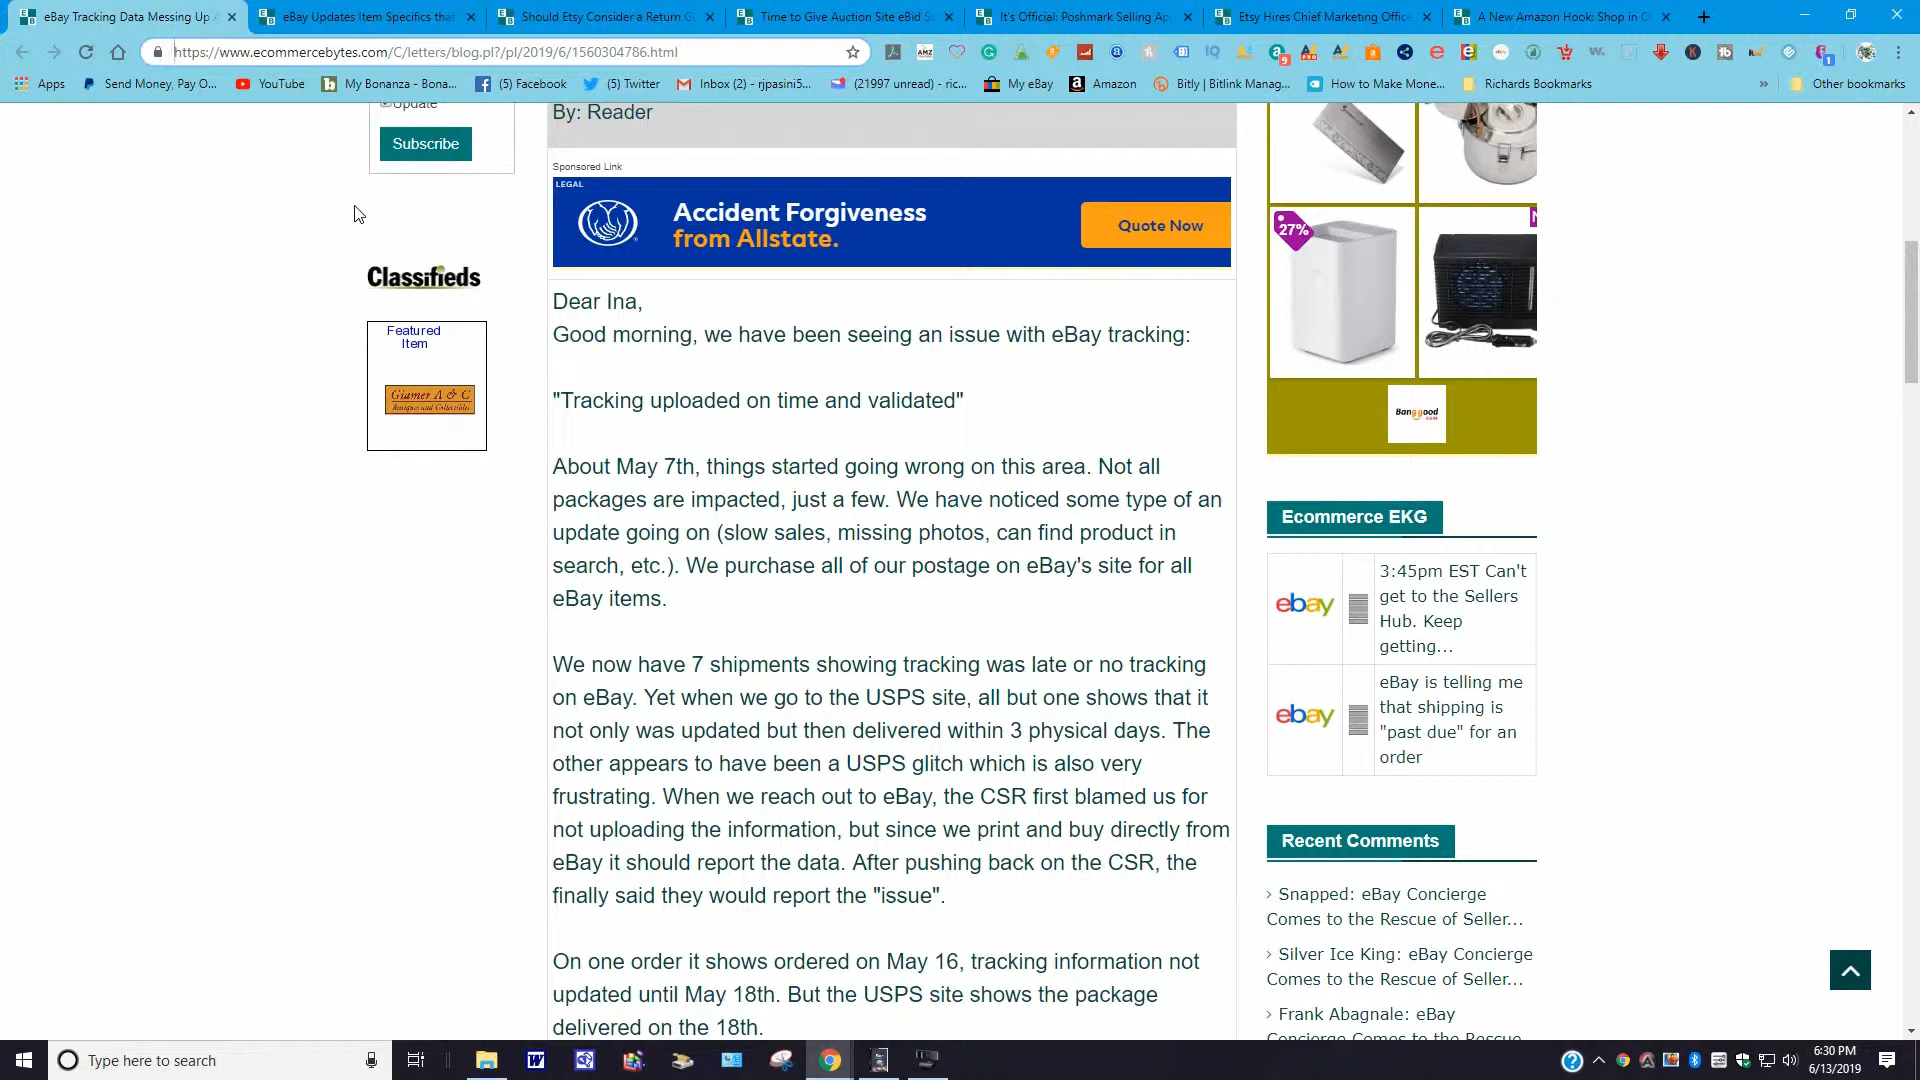 eBay Tracking Data Messing Up
eBay Updates Item Specifics that
Should Etsy Consider a Return G
Time to Give Auction Site eBid S
It's Official: Poshmark Selling Ap
Etsy Hires Chief Marketing Office
A New Amazon Hook: Shop in O
https://www.ecommercebytes.com/C/letters/blog.pl?/pl/2019/6/1560304786.html
Apps
Send Money, Pay O...
YouTube
My Bonanza - Bona...
(5) Facebook
(5) Twitter
Inbox (2) - rjpasini5...
(21997 unread) - ric...
My eBay
Amazon
Bitly | Bitlink Manag...
How to Make Mone...
Richards Bookmarks
»
Other bookmarks
Update
Subscribe
Classifieds
Featured
Item
Giamer A & C
Antiques and Collectibles
By: Reader
Sponsored Link
LEGAL
Accident Forgiveness
from Allstate.
Quote Now
Dear Ina,
Good morning, we have been seeing an issue with eBay tracking:
"Tracking uploaded on time and validated"
About May 7th, things started going wrong on this area. Not all
packages are impacted, just a few. We have noticed some type of an
update going on (slow sales, missing photos, can find product in
search, etc.). We purchase all of our postage on eBay's site for all
eBay items.
We now have 7 shipments showing tracking was late or no tracking
on eBay. Yet when we go to the USPS site, all but one shows that it
not only was updated but then delivered within 3 physical days. The
other appears to have been a USPS glitch which is also very
frustrating. When we reach out to eBay, the CSR first blamed us for
not uploading the information, but since we print and buy directly from
eBay it should report the data. After pushing back on the CSR, the
finally said they would report the "issue".
On one order it shows ordered on May 16, tracking information not
updated until May 18th. But the USPS site shows the package
delivered on the 18th.
27%
Banggood
.com
Ecommerce EKG
ebay
3:45pm EST Can't
get to the Sellers
Hub. Keep
getting...
ebay
eBay is telling me
that shipping is
"past due" for an
order
Recent Comments
› Snapped: eBay Concierge
Comes to the Rescue of Seller...
› Silver Ice King: eBay Concierge
Comes to the Rescue of Seller...
› Frank Abagnale: eBay
Concierge Comes to the Rescue
Type here to search
6:30 PM
6/13/2019